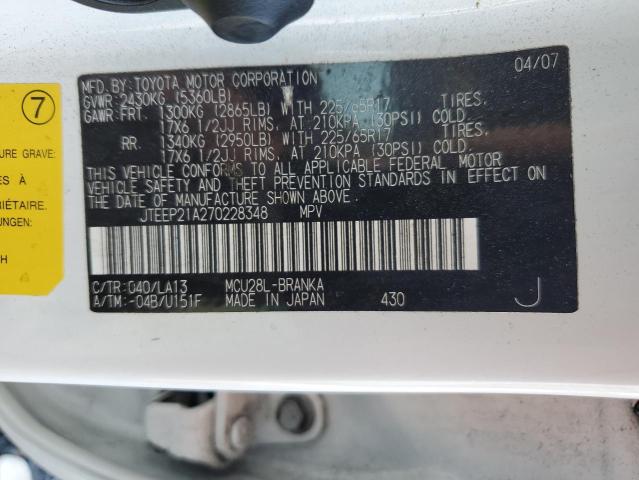 MFD. BY: TOYOTA MOTOR CORPORATION 04/07
GVWR 2430KG (5360LB)
GAWR: FRT. 1300KG (2865LB) WITH 225/65R17 TIRES.
17X6 1/2JJ RIMS, AT 210KPA (30PSI) COLD.
RR. 1340KG (2950LB) WITH 225/65R17 TIRES.
17X6 1/2JJ RIMS, AT 210KPA (30PSI) COLD.
THIS VEHICLE CONFORMS TO ALL APPLICABLE FEDERAL MOTOR
VEHICLE SAFETY AND THEFT PREVENTION STANDARDS IN EFFECT ON
THE DATE OF MANUFACTURE SHOWN ABOVE.
JTEEP21A270228348 MPV
C/TR: 040/LA13 MCU28L-BRANKA
A/TM: -04B/U151F MADE IN JAPAN 430 J
7
URE GRAVE:
ÈS À
RIÉTAIRE.
UNGEN:
H